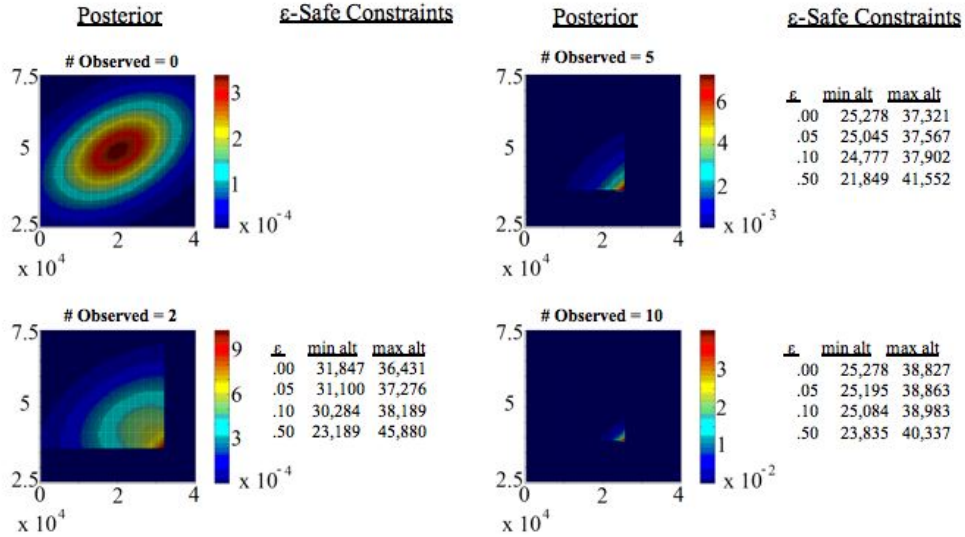 Posterior
ε-Safe Constraints
# Observed = 0
7.5
5
2.5
0 2 4
x 10^4
3
2
1
x 10^-4
# Observed = 2
7.5
5
2.5
0 2 4
x 10^4
9
6
3
x 10^-4
ε min alt max alt
.00 31,847 36,431
.05 31,100 37,276
.10 30,284 38,189
.50 23,189 45,880
Posterior
ε-Safe Constraints
# Observed = 5
7.5
5
2.5
0 2 4
x 10^4
6
4
2
x 10^-3
ε min alt max alt
.00 25,278 37,321
.05 25,045 37,567
.10 24,777 37,902
.50 21,849 41,552
# Observed = 10
7.5
5
2.5
0 2 4
x 10^4
3
2
1
x 10^-2
ε min alt max alt
.00 25,278 38,827
.05 25,195 38,863
.10 25,084 38,983
.50 23,835 40,337